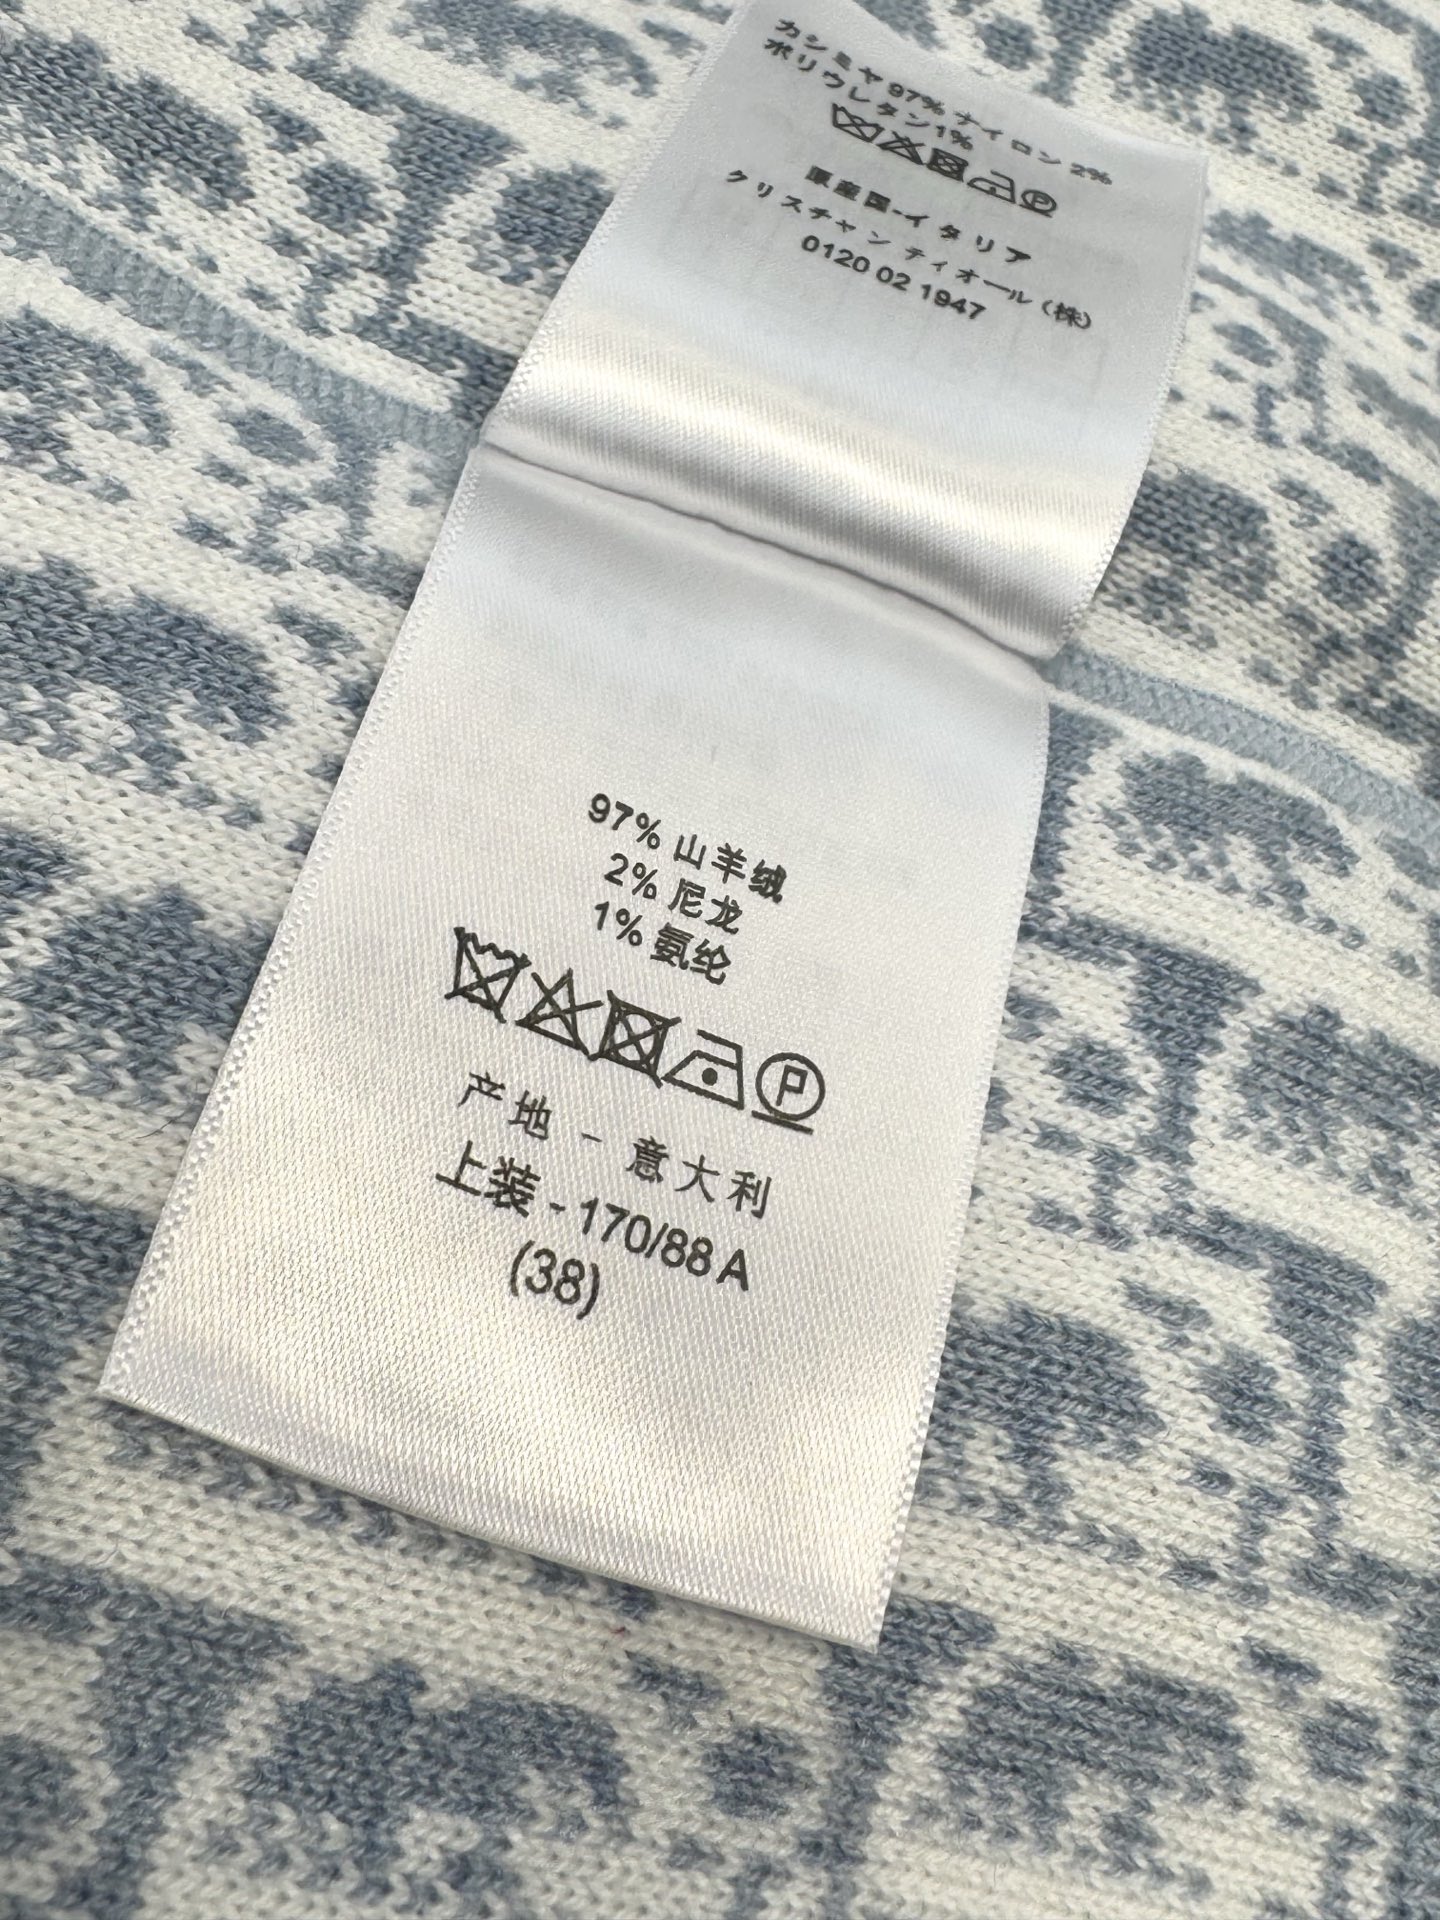 カシミヤ 97% ナイロン 2%
ポリウレタン 1%
P
原産国-イタリア
クリスチャン ディオール (株)
0120 02 1947
97% 山羊绒
2% 尼龙
1% 氨纶
P
产地 - 意大利
上装 - 170/88 A
(38)